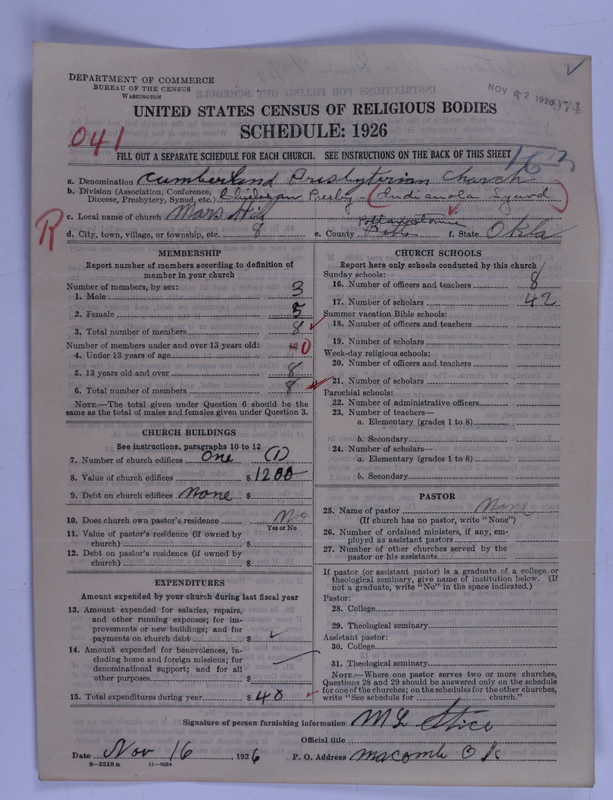 DEPARTMENT OF COMMERCE
BUREAU OF THE CENSUS
WASHINGTON
NOV 22 1926
UNITED STATES CENSUS OF RELIGIOUS BODIES
SCHEDULE: 1926
041
FILL OUT A SEPARATE SCHEDULE FOR EACH CHURCH. SEE INSTRUCTIONS ON THE BACK OF THIS SHEET
163
a. Denomination Cumberland Presbyterian Church
b. Division (Association, Conference, Diocese, Presbytery, Synod, etc.) Presby - (Indianola Synod)
R
c. Local name of church Mars Hill
Pottawatomie
d. City, town, village, or township, etc. 8 e. County Potto f. State Okla
MEMBERSHIP
Report number of members according to definition of
member in your church
Number of members by sex:
1. Male 3
2. Female 5
3. Total number of members 8
Number of members under and over 13 years old:
4. Under 13 years of age 0
5. 13 years old and over 8
6. Total number of members 8
NOTE.—The total given under Question 6 should be the
same as the total of males and females given under Question 3.
CHURCH BUILDINGS
See instructions, paragraphs 10 to 12
7. Number of church edifices One (1)
8. Value of church edifices $ 1200
9. Debt on church edifices None $
10. Does church own pastor's residence No
Yes or No
11. Value of pastor's residence (if owned by
church) $
12. Debt on pastor's residence (if owned by
church) $
EXPENDITURES
Amount expended by your church during last fiscal year
13. Amount expended for salaries, repairs,
and other running expenses; for im-
provements or new buildings; and for
payments on church debt $
14. Amount expended for benevolences, in-
cluding home and foreign missions; for
denominational support; and for all
other purposes $
15. Total expenditures during year $ 40
CHURCH SCHOOLS
Report here only schools conducted by this church
Sunday schools:
16. Number of officers and teachers 8
17. Number of scholars 42
Summer vacation Bible schools:
18. Number of officers and teachers
19. Number of scholars
Week-day religious schools:
20. Number of officers and teachers
21. Number of scholars
Parochial schools:
22. Number of administrative officers
23. Number of teachers—
a. Elementary (grades 1 to 8)
b. Secondary
24. Number of scholars—
a. Elementary (grades 1 to 8)
b. Secondary
PASTOR
25. Name of pastor None
(If church has no pastor, write "None")
26. Number of ordained ministers, if any, em-
ployed as assistant pastors
27. Number of other churches served by the
pastor or his assistants
If pastor (or assistant pastor) is a graduate of a college or
theological seminary, give name of institution below. (If
not a graduate, write "No" in the space indicated.)
Pastor:
28. College
29. Theological seminary
Assistant pastor:
30. College
31. Theological seminary
NOTE.—Where one pastor serves two or more churches,
Questions 28 and 29 should be answered only on the schedule
for one of the churches; on the schedules for the other churches,
write "See schedule for church."
Signature of person furnishing information M L Stice
Official title
Date Nov 16 1926 P. O. Address Macomb Ok
8-5518a 11-9064